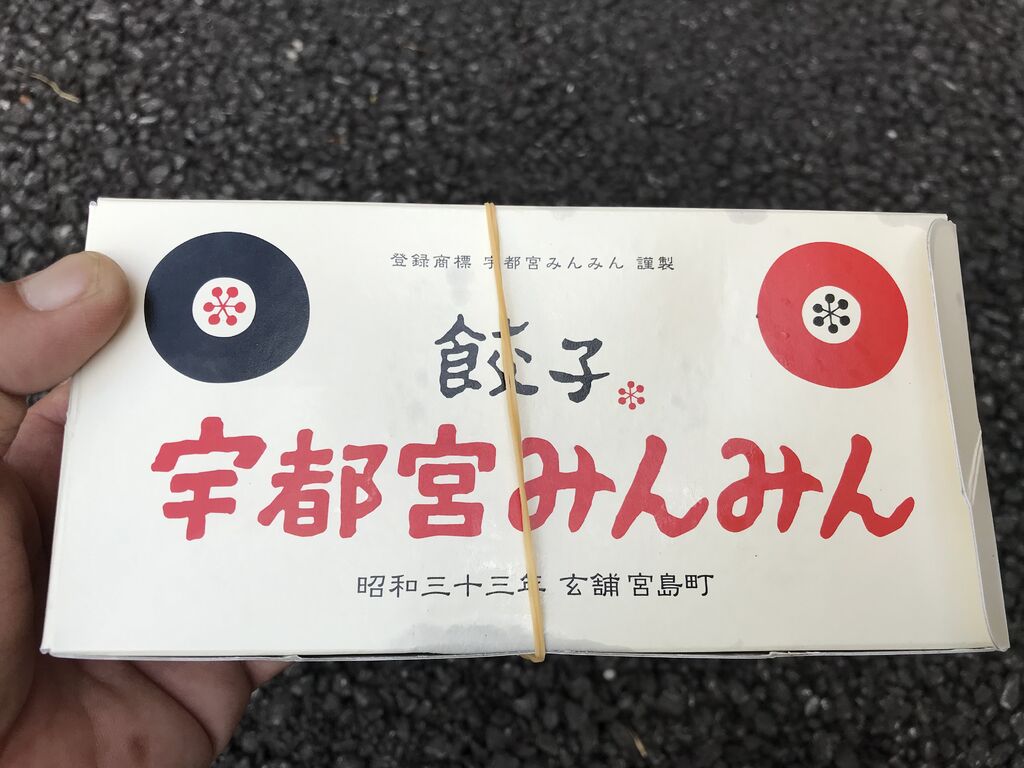 登録商標 宇都宮みんみん 謹製
餃子
宇都宮みんみん
昭和三十三年 玄舗 宮島町